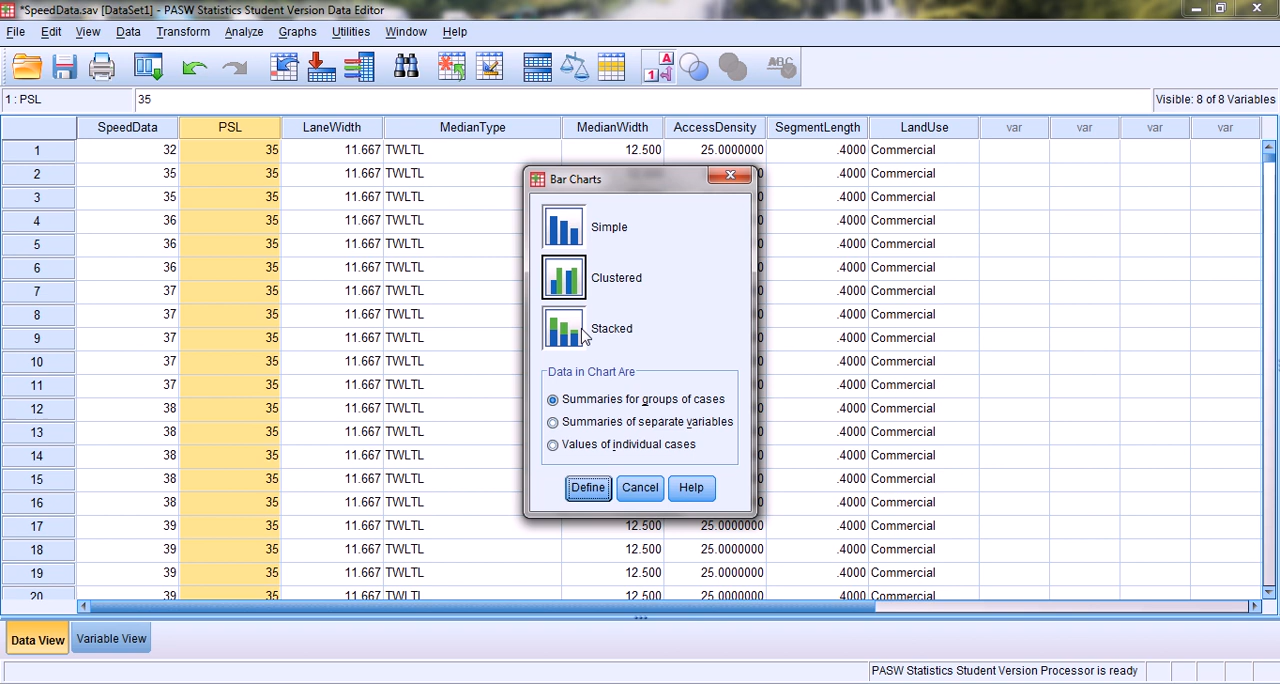 *SpeedData.sav [DataSet1] - PASW Statistics Student Version Data Editor
File Edit View Data Transform Analyze Graphs Utilities Window Help
1 : PSL 35 Visible: 8 of 8 Variables
SpeedData PSL LaneWidth MedianType MedianWidth AccessDensity SegmentLength LandUse var var var var
1 32 35 11.667 TWLTL 12.500 25.0000000 .4000 Commercial
2 35 35 11.667 TWLTL .4000 Commercial
3 35 35 11.667 TWLTL .4000 Commercial
4 36 35 11.667 TWLTL .4000 Commercial
5 36 35 11.667 TWLTL .4000 Commercial
6 36 35 11.667 TWLTL .4000 Commercial
7 37 35 11.667 TWLTL .4000 Commercial
8 37 35 11.667 TWLTL .4000 Commercial
9 37 35 11.667 TWLTL .4000 Commercial
10 37 35 11.667 TWLTL .4000 Commercial
11 37 35 11.667 TWLTL .4000 Commercial
12 38 35 11.667 TWLTL .4000 Commercial
13 38 35 11.667 TWLTL .4000 Commercial
14 38 35 11.667 TWLTL .4000 Commercial
15 38 35 11.667 TWLTL .4000 Commercial
16 38 35 11.667 TWLTL .4000 Commercial
17 39 35 11.667 TWLTL 12.500 25.0000000 .4000 Commercial
18 39 35 11.667 TWLTL 12.500 25.0000000 .4000 Commercial
19 39 35 11.667 TWLTL 12.500 25.0000000 .4000 Commercial
20 39 35 11.667 TWLTL 12.500 25.0000000 .4000 Commercial
Bar Charts
Simple
Clustered
Stacked
Data in Chart Are
Summaries for groups of cases
Summaries of separate variables
Values of individual cases
Define Cancel Help
Data View Variable View
PASW Statistics Student Version Processor is ready